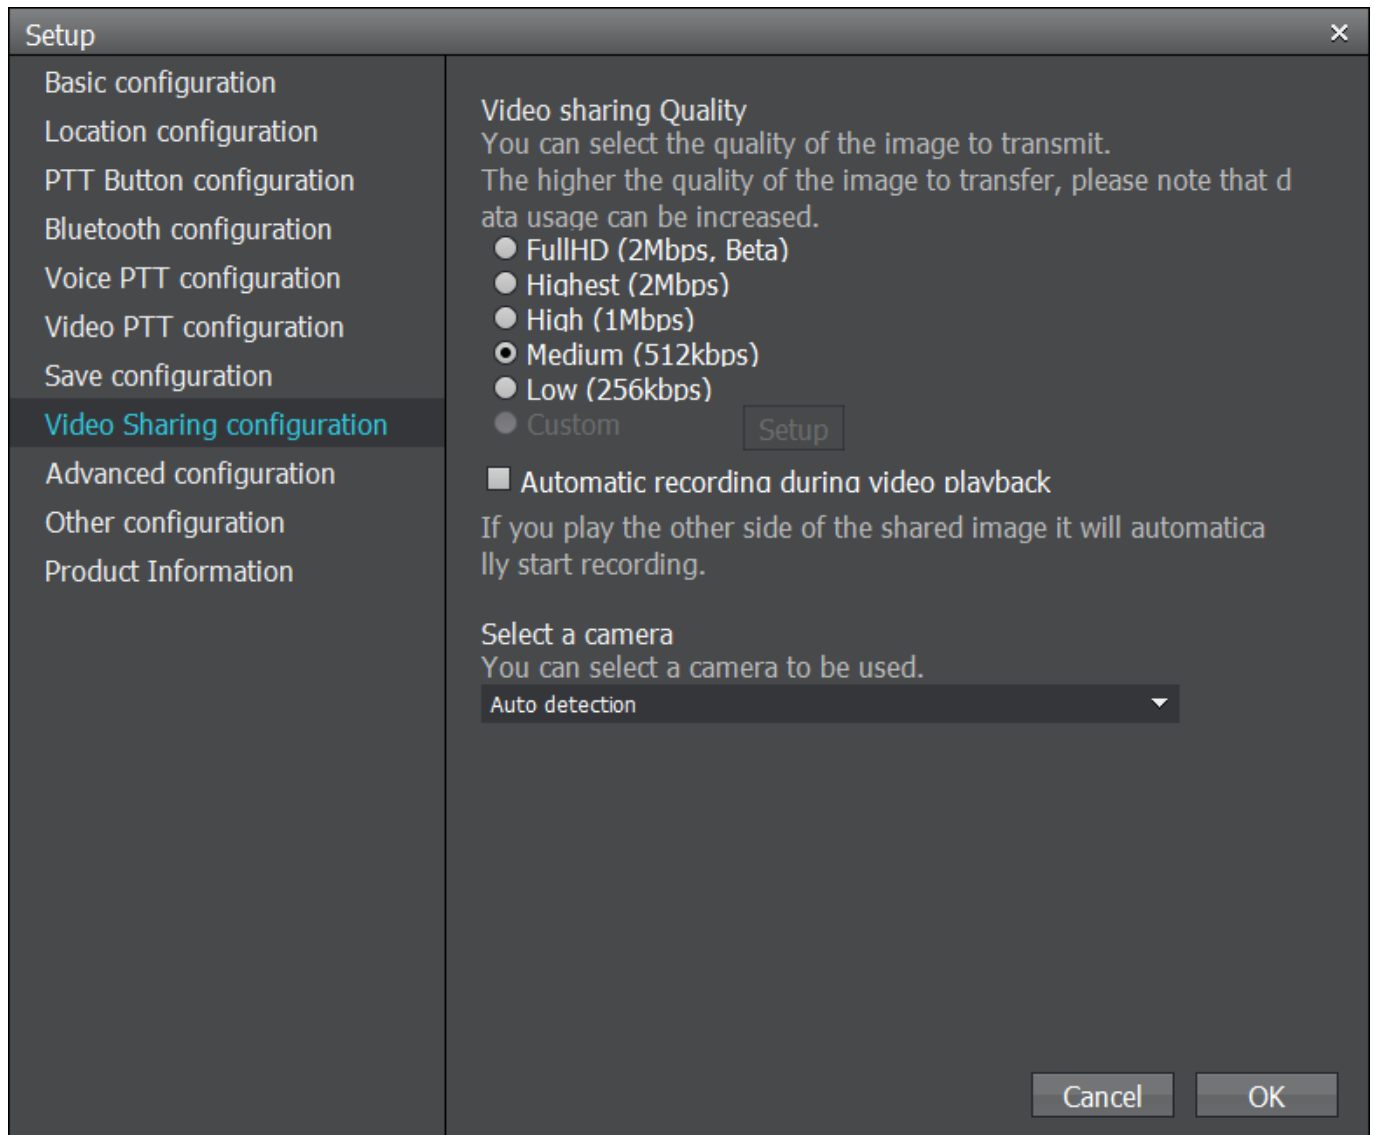 Setup
Basic configuration
Location configuration
PTT Button configuration
Bluetooth configuration
Voice PTT configuration
Video PTT configuration
Save configuration
Video Sharing configuration
Advanced configuration
Other configuration
Product Information
Video sharing Quality
You can select the quality of the image to transmit.
The higher the quality of the image to transfer, please note that d
ata usage can be increased.
FullHD (2Mbps, Beta)
Highest (2Mbps)
High (1Mbps)
Medium (512kbps)
Low (256kbps)
Custom Setup
Automatic recording during video playback
If you play the other side of the shared image it will automatica
lly start recording.
Select a camera
You can select a camera to be used.
Auto detection
Cancel OK